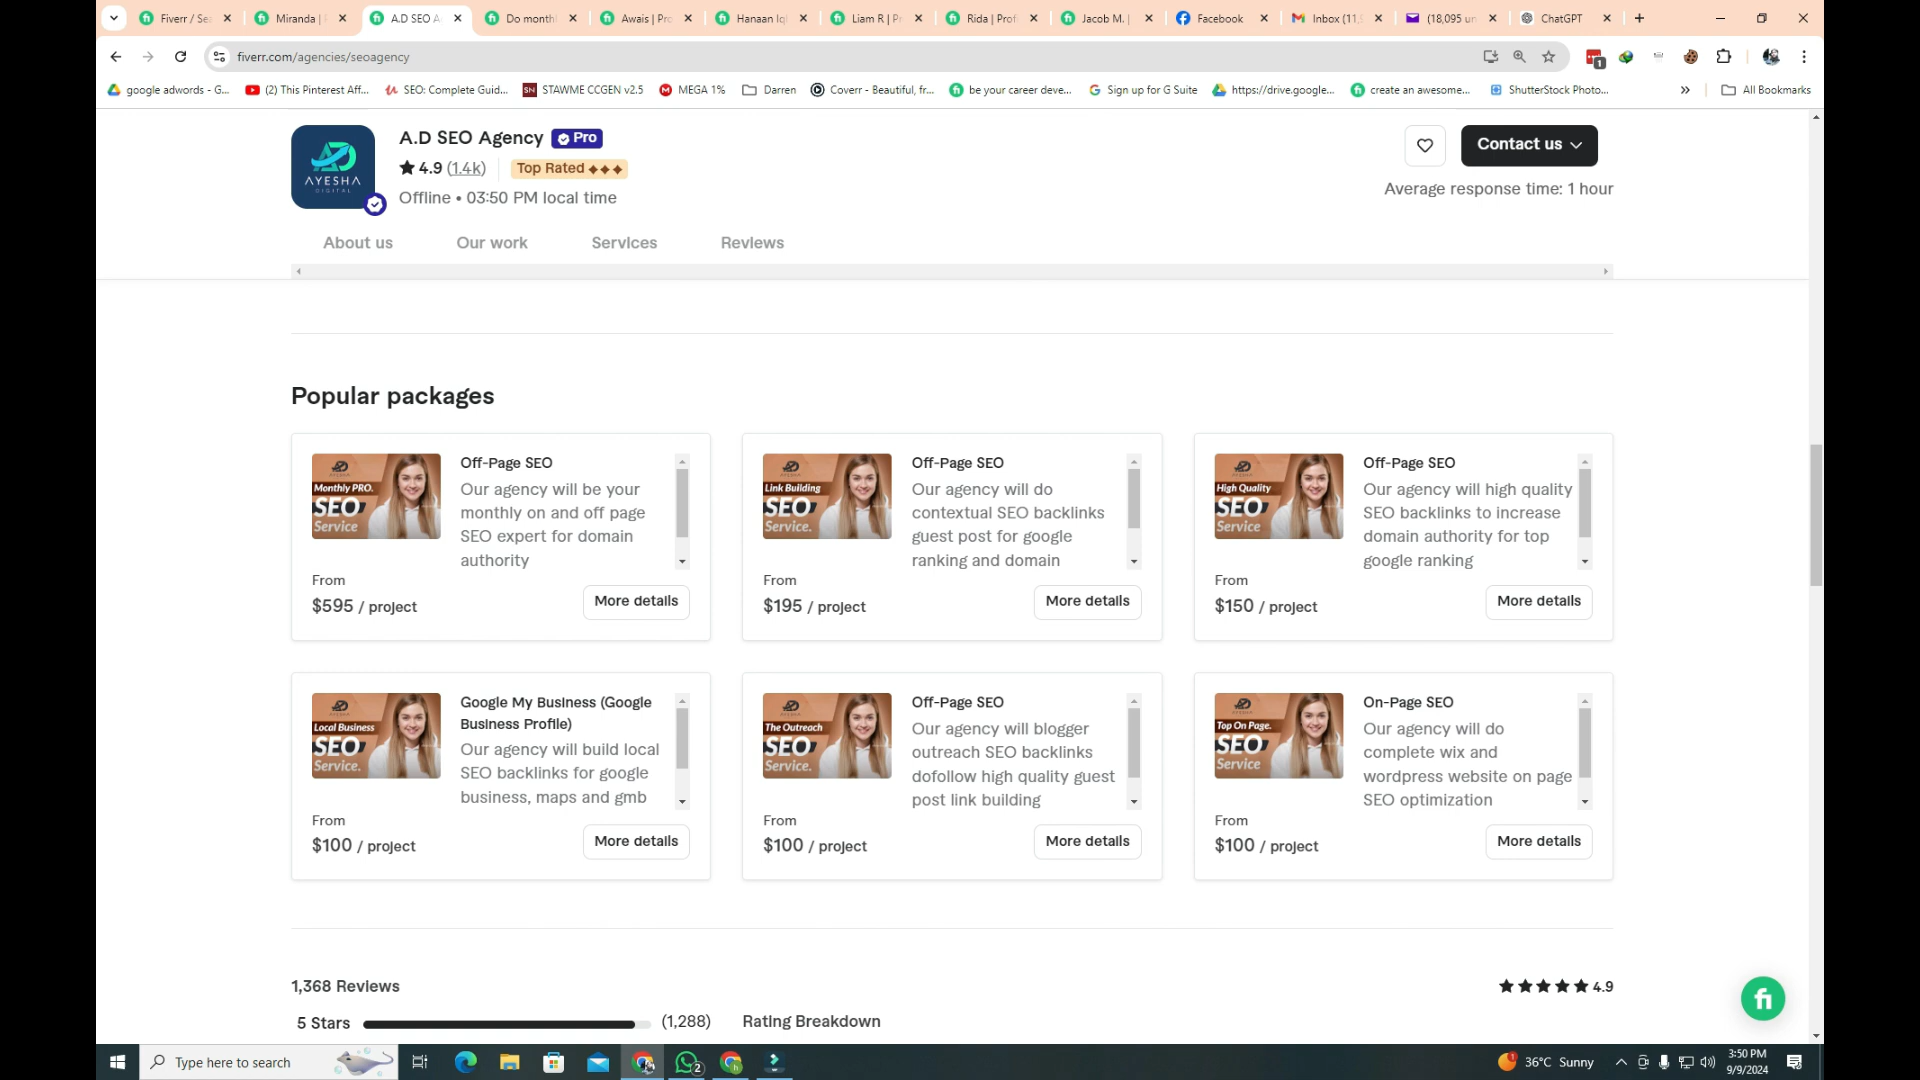 Fiverr / Sea
Miranda |
A.D SEO A
Do month
Awais | Pro
Hanaan Iq
Liam R | P
Rida | Prof
Jacob M. |
Facebook
Inbox (11,
(18,095 un
ChatGPT
fiverr.com/agencies/seoagency
1
google adwords - G...
(2) This Pinterest Aff...
SEO: Complete Guid...
STAWME CCGEN v2.5
MEGA 1%
Darren
Coverr - Beautiful, fr...
be your career deve...
Sign up for G Suite
https://drive.google...
create an awesome...
ShutterStock Photo...
»
All Bookmarks
A.D SEO Agency Pro
4.9 (1.4k) Top Rated
Offline • 03:50 PM local time
AYESHA
DIGITAL
Contact us
Average response time: 1 hour
About us Our work Services Reviews
Popular packages
Monthly PRO.
SEO
Service
Off-Page SEO
Our agency will be your
monthly on and off page
SEO expert for domain
authority
From
$595 / project
More details
Link Building
SEO
Service.
Off-Page SEO
Our agency will do
contextual SEO backlinks
guest post for google
ranking and domain
From
$195 / project
More details
High Quality
SEO
Service
Off-Page SEO
Our agency will high quality
SEO backlinks to increase
domain authority for top
google ranking
From
$150 / project
More details
Local Business
SEO
Service.
Google My Business (Google
Business Profile)
Our agency will build local
SEO backlinks for google
business, maps and gmb
From
$100 / project
More details
The Outreach
SEO
Service.
Off-Page SEO
Our agency will blogger
outreach SEO backlinks
dofollow high quality guest
post link building
From
$100 / project
More details
Top On Page.
SEO
Service
On-Page SEO
Our agency will do
complete wix and
wordpress website on page
SEO optimization
From
$100 / project
More details
1,368 Reviews
4.9
5 Stars (1,288)
Rating Breakdown
fi
Type here to search
2
36°C Sunny
3:50 PM
9/9/2024